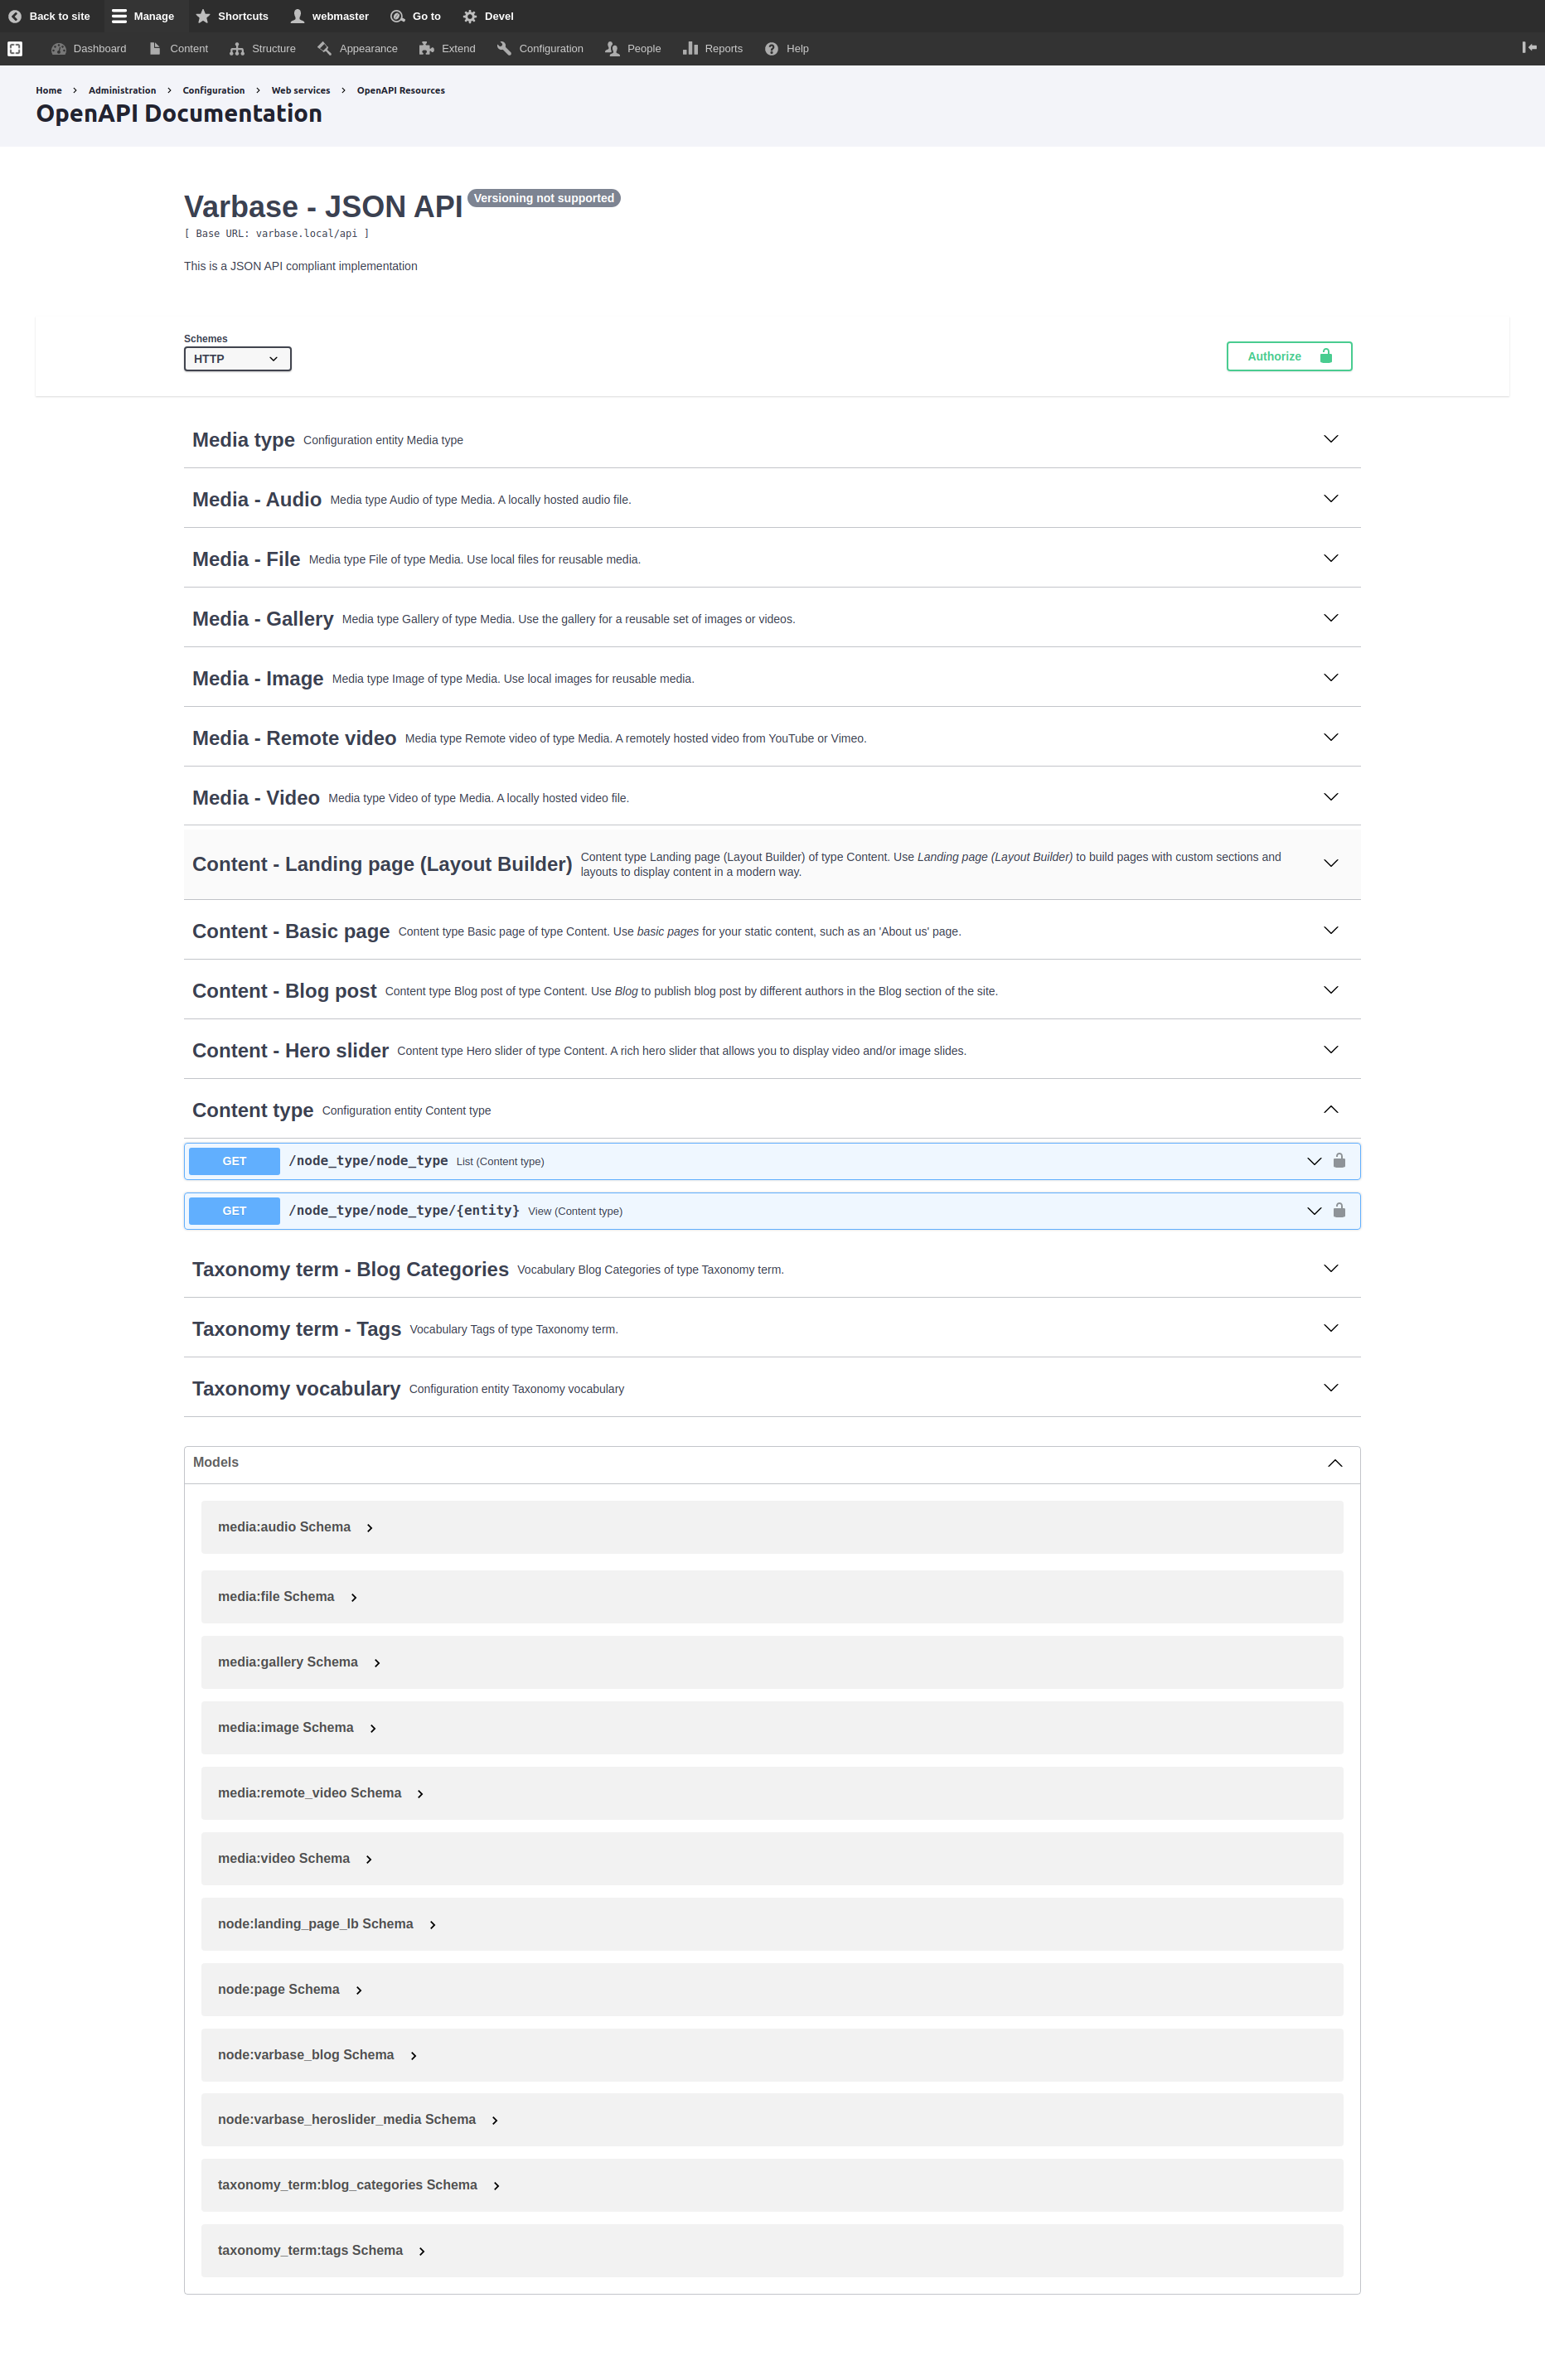 Back to site Manage Shortcuts webmaster Go to Devel
Dashboard Content Structure Appearance Extend Configuration People Reports Help
Home › Administration › Configuration › Web services › OpenAPI Resources
OpenAPI Documentation
Varbase - JSON API Versioning not supported
[ Base URL: varbase.local/api ]
This is a JSON API compliant implementation
Schemes
HTTP
Authorize
Media type Configuration entity Media type
Media - Audio Media type Audio of type Media. A locally hosted audio file.
Media - File Media type File of type Media. Use local files for reusable media.
Media - Gallery Media type Gallery of type Media. Use the gallery for a reusable set of images or videos.
Media - Image Media type Image of type Media. Use local images for reusable media.
Media - Remote video Media type Remote video of type Media. A remotely hosted video from YouTube or Vimeo.
Media - Video Media type Video of type Media. A locally hosted video file.
Content - Landing page (Layout Builder) Content type Landing page (Layout Builder) of type Content. Use Landing page (Layout Builder) to build pages with custom sections and
layouts to display content in a modern way.
Content - Basic page Content type Basic page of type Content. Use basic pages for your static content, such as an 'About us' page.
Content - Blog post Content type Blog post of type Content. Use Blog to publish blog post by different authors in the Blog section of the site.
Content - Hero slider Content type Hero slider of type Content. A rich hero slider that allows you to display video and/or image slides.
Content type Configuration entity Content type
GET /node_type/node_type List (Content type)
GET /node_type/node_type/{entity} View (Content type)
Taxonomy term - Blog Categories Vocabulary Blog Categories of type Taxonomy term.
Taxonomy term - Tags Vocabulary Tags of type Taxonomy term.
Taxonomy vocabulary Configuration entity Taxonomy vocabulary
Models
media:audio Schema
media:file Schema
media:gallery Schema
media:image Schema
media:remote_video Schema
media:video Schema
node:landing_page_lb Schema
node:page Schema
node:varbase_blog Schema
node:varbase_heroslider_media Schema
taxonomy_term:blog_categories Schema
taxonomy_term:tags Schema